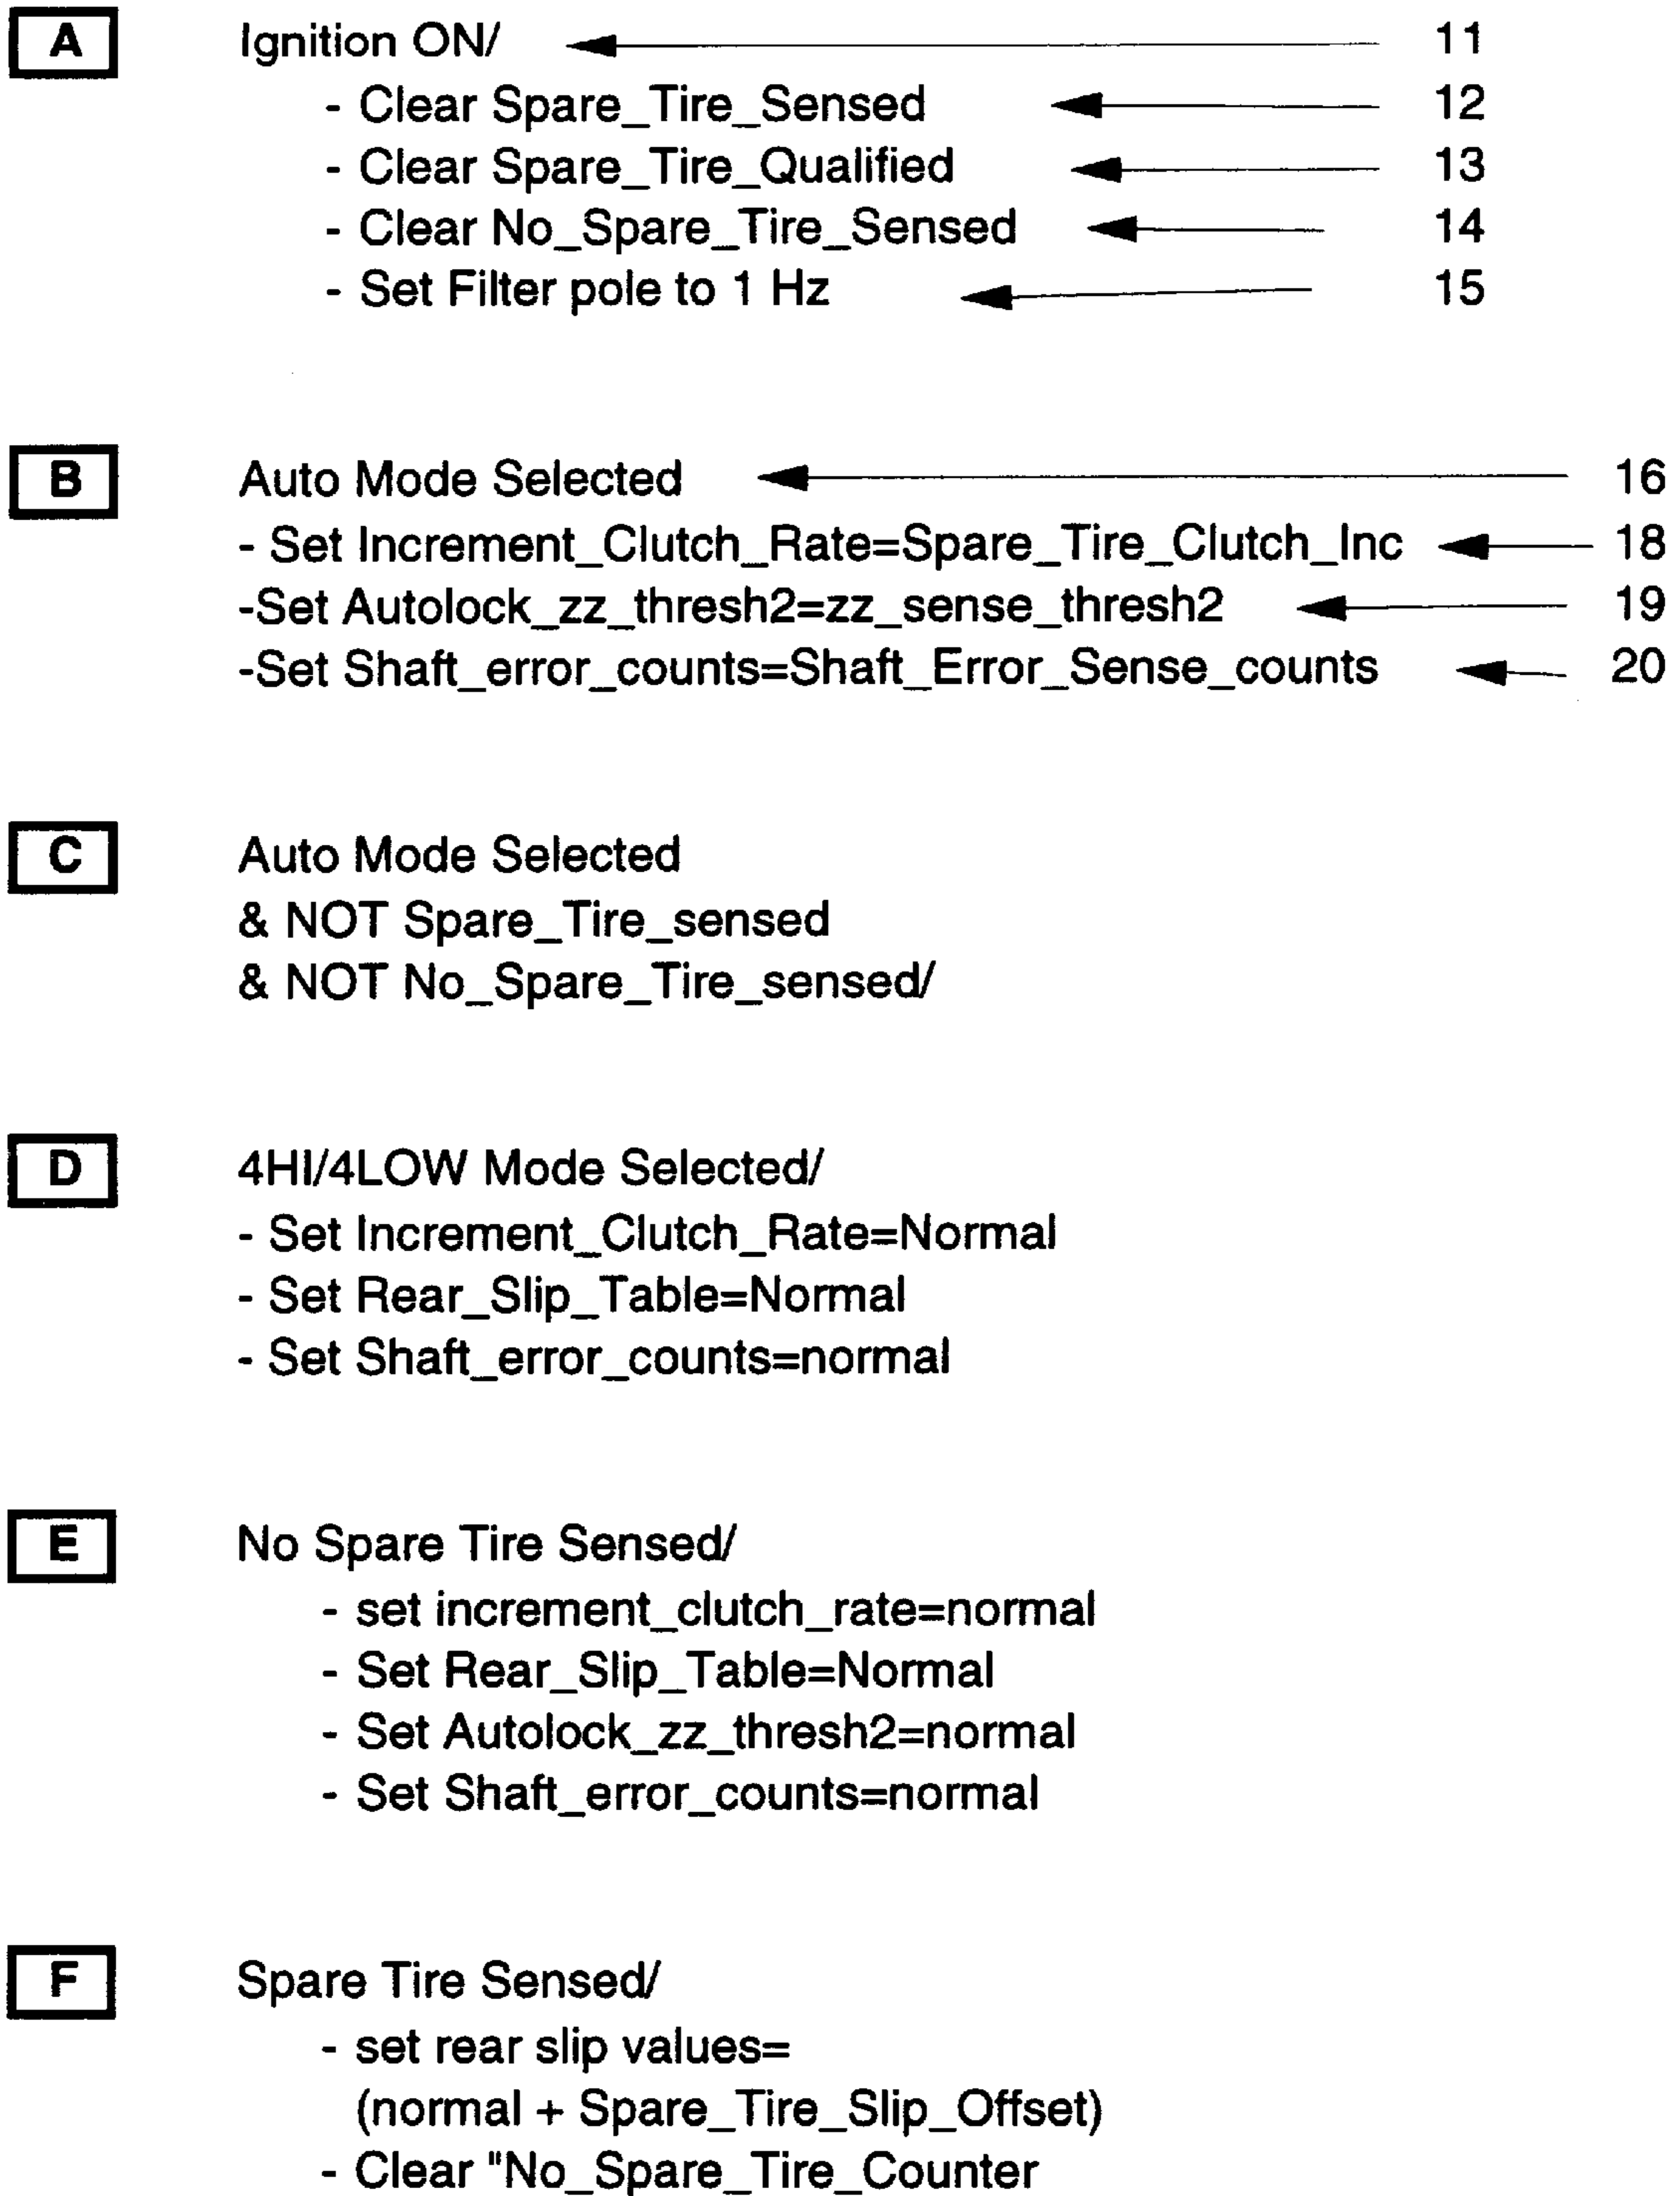 A Ignition ON/ 11
- Clear Spare_Tire_Sensed 12
- Clear Spare_Tire_Qualified 13
- Clear No_Spare_Tire_Sensed 14
- Set Filter pole to 1 Hz 15
B Auto Mode Selected 16
- Set Increment_Clutch_Rate=Spare_Tire_Clutch_Inc 18
-Set Autolock_zz_thresh2=zz_sense_thresh2 19
-Set Shaft_error_counts=Shaft_Error_Sense_counts 20
C Auto Mode Selected
& NOT Spare_Tire_sensed
& NOT No_Spare_Tire_sensed/
D 4HI/4LOW Mode Selected/
- Set Increment_Clutch_Rate=Normal
- Set Rear_Slip_Table=Normal
- Set Shaft_error_counts=normal
E No Spare Tire Sensed/
- set increment_clutch_rate=normal
- Set Rear_Slip_Table=Normal
- Set Autolock_zz_thresh2=normal
- Set Shaft_error_counts=normal
F Spare Tire Sensed/
- set rear slip values=
(normal + Spare_Tire_Slip_Offset)
- Clear "No_Spare_Tire_Counter